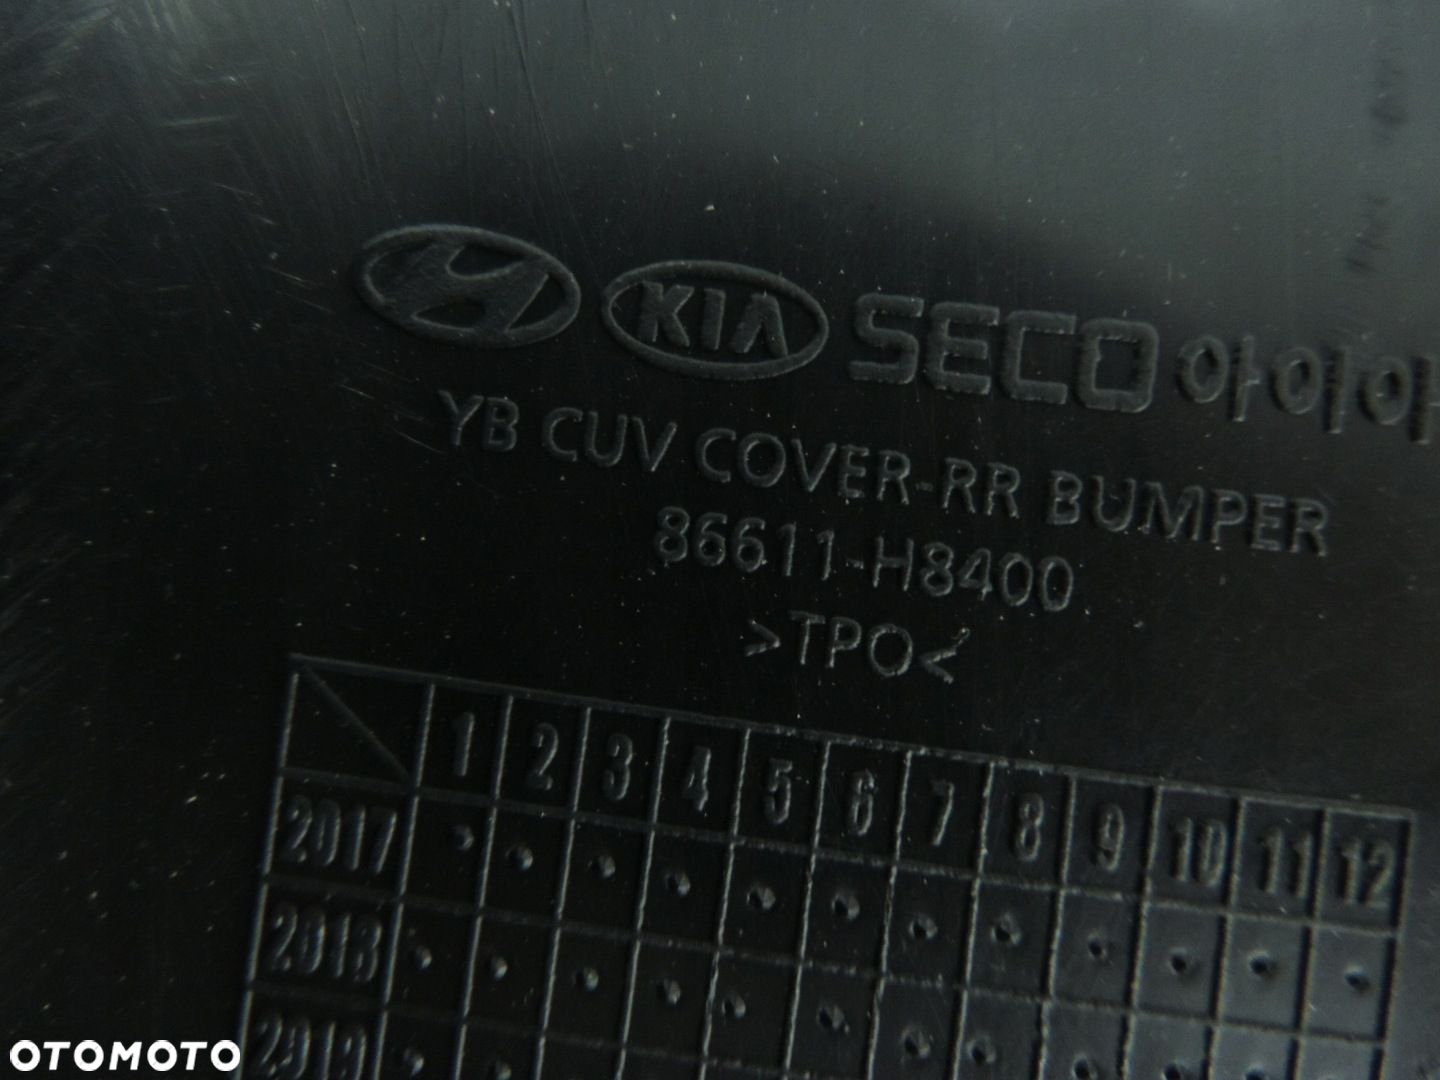 KIA SECO 아이아
YB CUV COVER-RR BUMPER
86611-H8400
>TPO<
1 2 3 4 5 6 7 8 9 10 11 12
2017
2018
2019
OTOMOTO